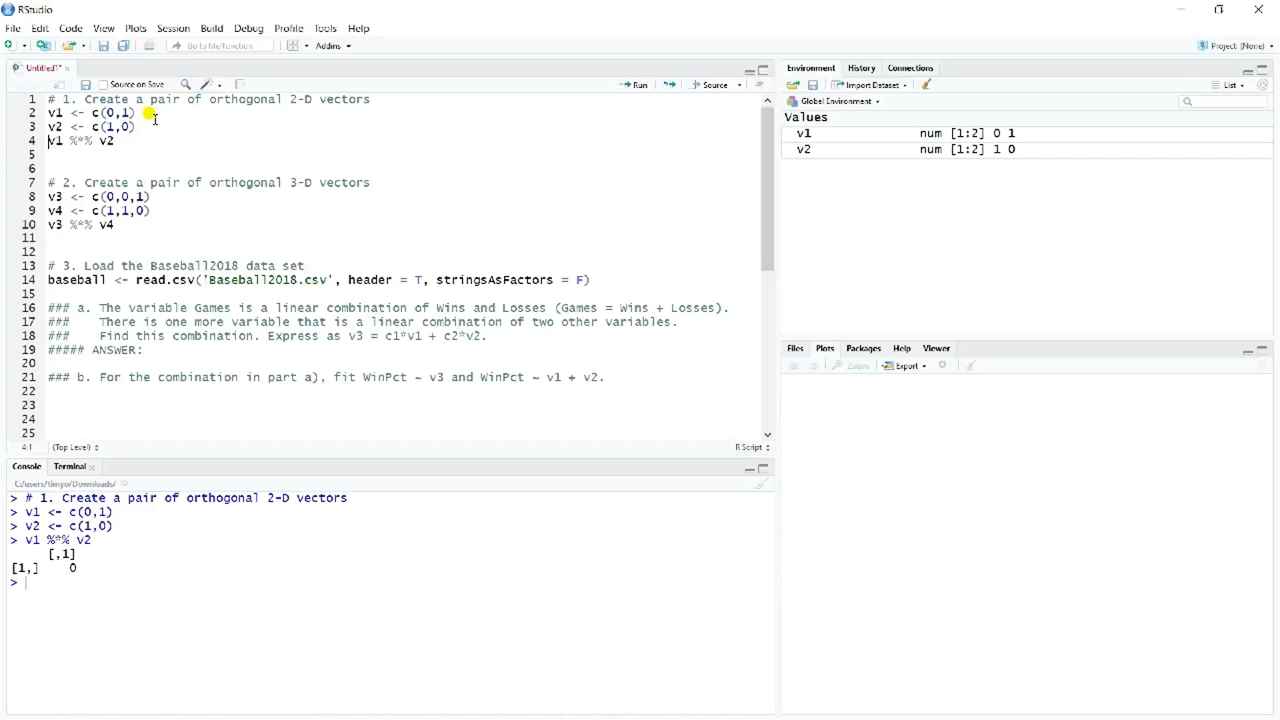 RStudio
File Edit Code View Plots Session Build Debug Profile Tools Help
Go to file/function Addins Project: (None)
Untitled1*
Source on Save Run Source
1 # 1. Create a pair of orthogonal 2-D vectors
2 v1 <- c(0,1)
3 v2 <- c(1,0)
4 v1 %*% v2
5
6
7 # 2. Create a pair of orthogonal 3-D vectors
8 v3 <- c(0,0,1)
9 v4 <- c(1,1,0)
10 v3 %*% v4
11
12
13 # 3. Load the Baseball2018 data set
14 baseball <- read.csv('Baseball2018.csv', header = T, stringsAsFactors = F)
15
16 ### a. The variable Games is a linear combination of Wins and Losses (Games = Wins + Losses).
17 ### There is one more variable that is a linear combination of two other variables.
18 ### Find this combination. Express as v3 = c1*v1 + c2*v2.
19 ##### ANSWER:
20
21 ### b. For the combination in part a), fit WinPct ~ v3 and WinPct ~ v1 + v2.
22
23
24
25
4:1 (Top Level) R Script
Console Terminal
C:/users/timyo/Downloads/
> # 1. Create a pair of orthogonal 2-D vectors
> v1 <- c(0,1)
> v2 <- c(1,0)
> v1 %*% v2
[,1]
[1,] 0
>
Environment History Connections
Import Dataset List
Global Environment
Values
v1 num [1:2] 0 1
v2 num [1:2] 1 0
Files Plots Packages Help Viewer
Zoom Export